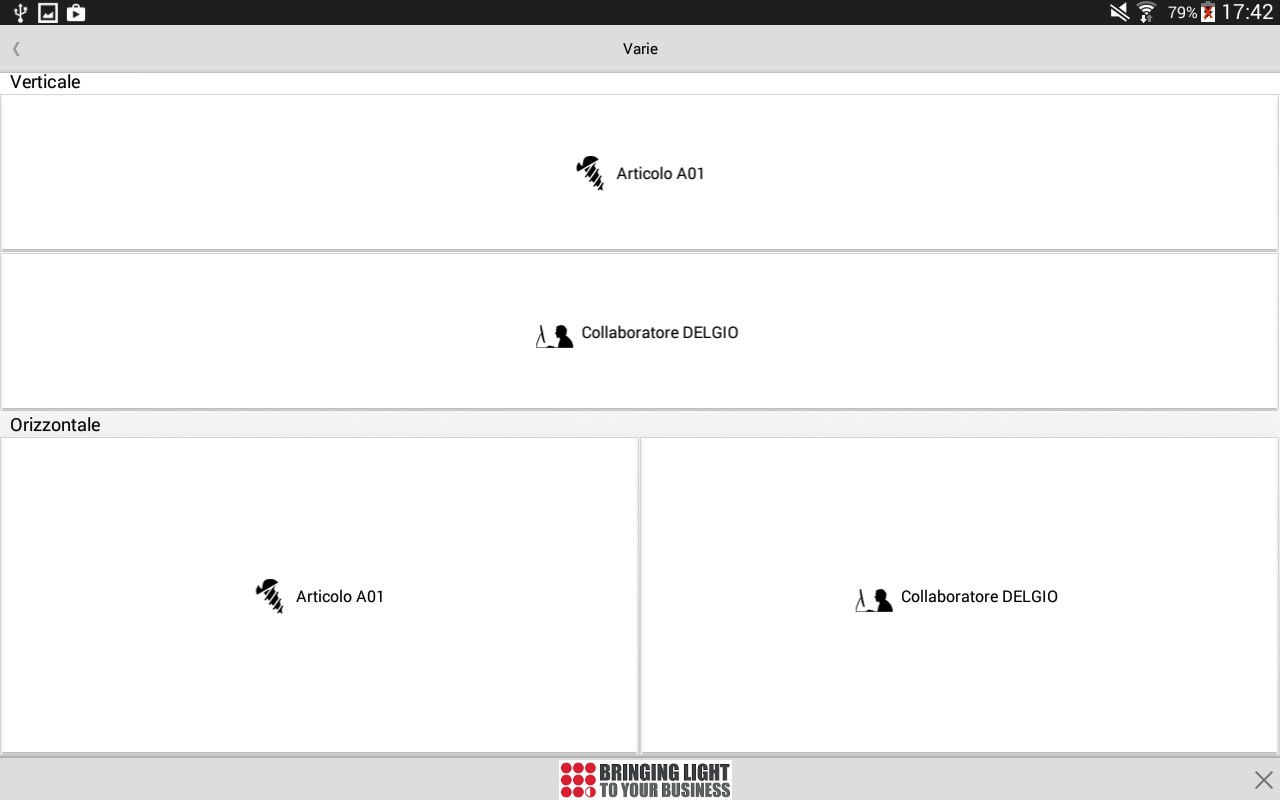 79% 17:42
Varie
Verticale
Articolo A01
Collaboratore DELGIO
Orizzontale
Articolo A01
Collaboratore DELGIO
BRINGING LIGHT
TO YOUR BUSINESS